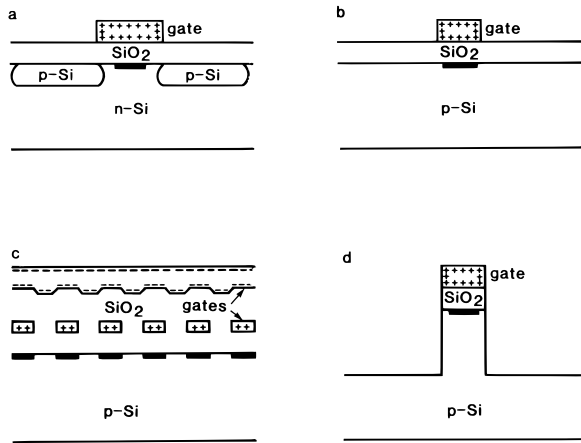 a
gate
SiO2
p-Si
p-Si
n-Si
b
gate
SiO2
p-Si
c
SiO2
gates
p-Si
d
gate
SiO2
p-Si